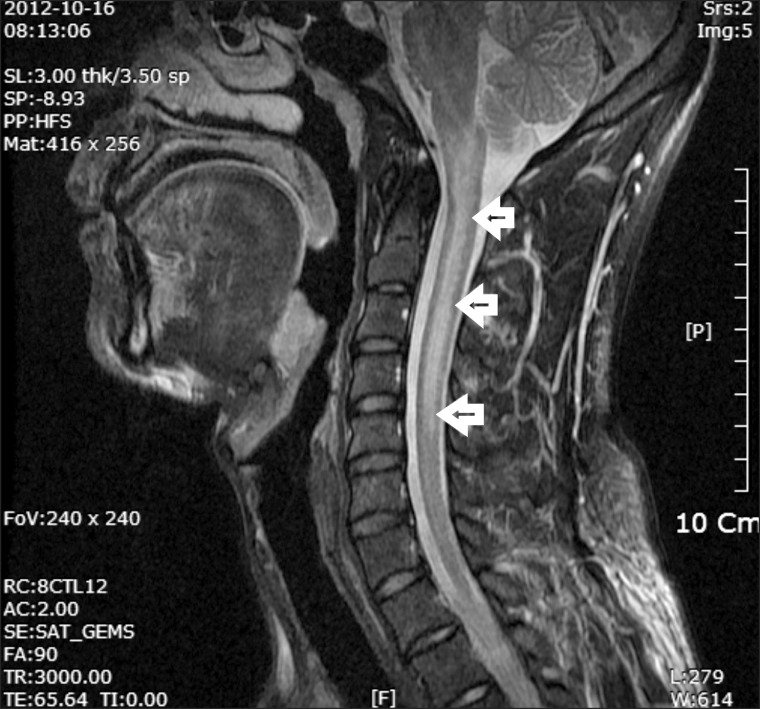 2012-10-16
08:13:06
Srs:2
Img:5
SL:3.00 thk/3.50 sp
SP:-8.93
PP:HFS
Mat:416 x 256
[P]
FoV:240 x 240
10 Cm
RC:8CTL12
AC:2.00
SE:SAT_GEMS
FA:90
TR:3000.00
TE:65.64 TI:0.00
[F]
L:279
W:614